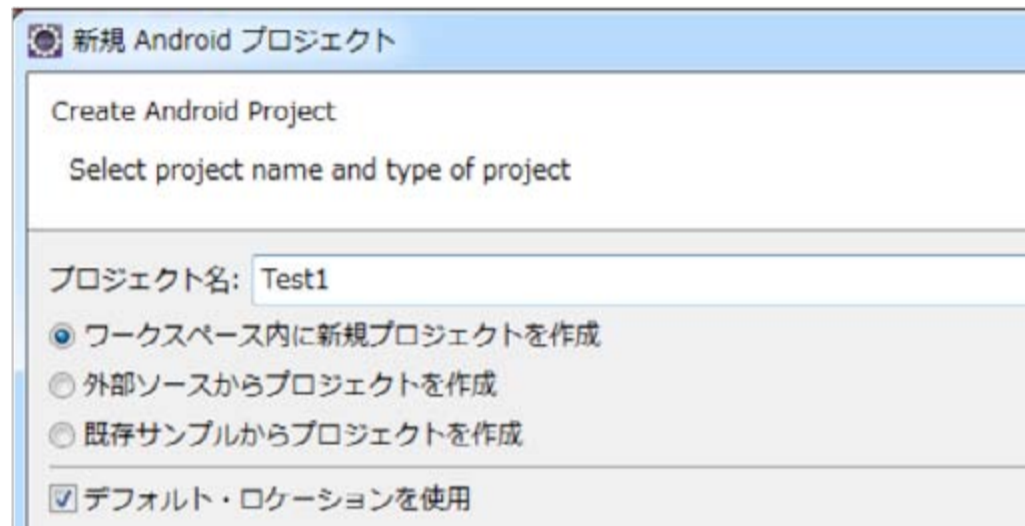 新規 Android プロジェクト
Create Android Project
Select project name and type of project
プロジェクト名: Test1
ワークスペース内に新規プロジェクトを作成
外部ソースからプロジェクトを作成
既存サンプルからプロジェクトを作成
デフォルト・ロケーションを使用